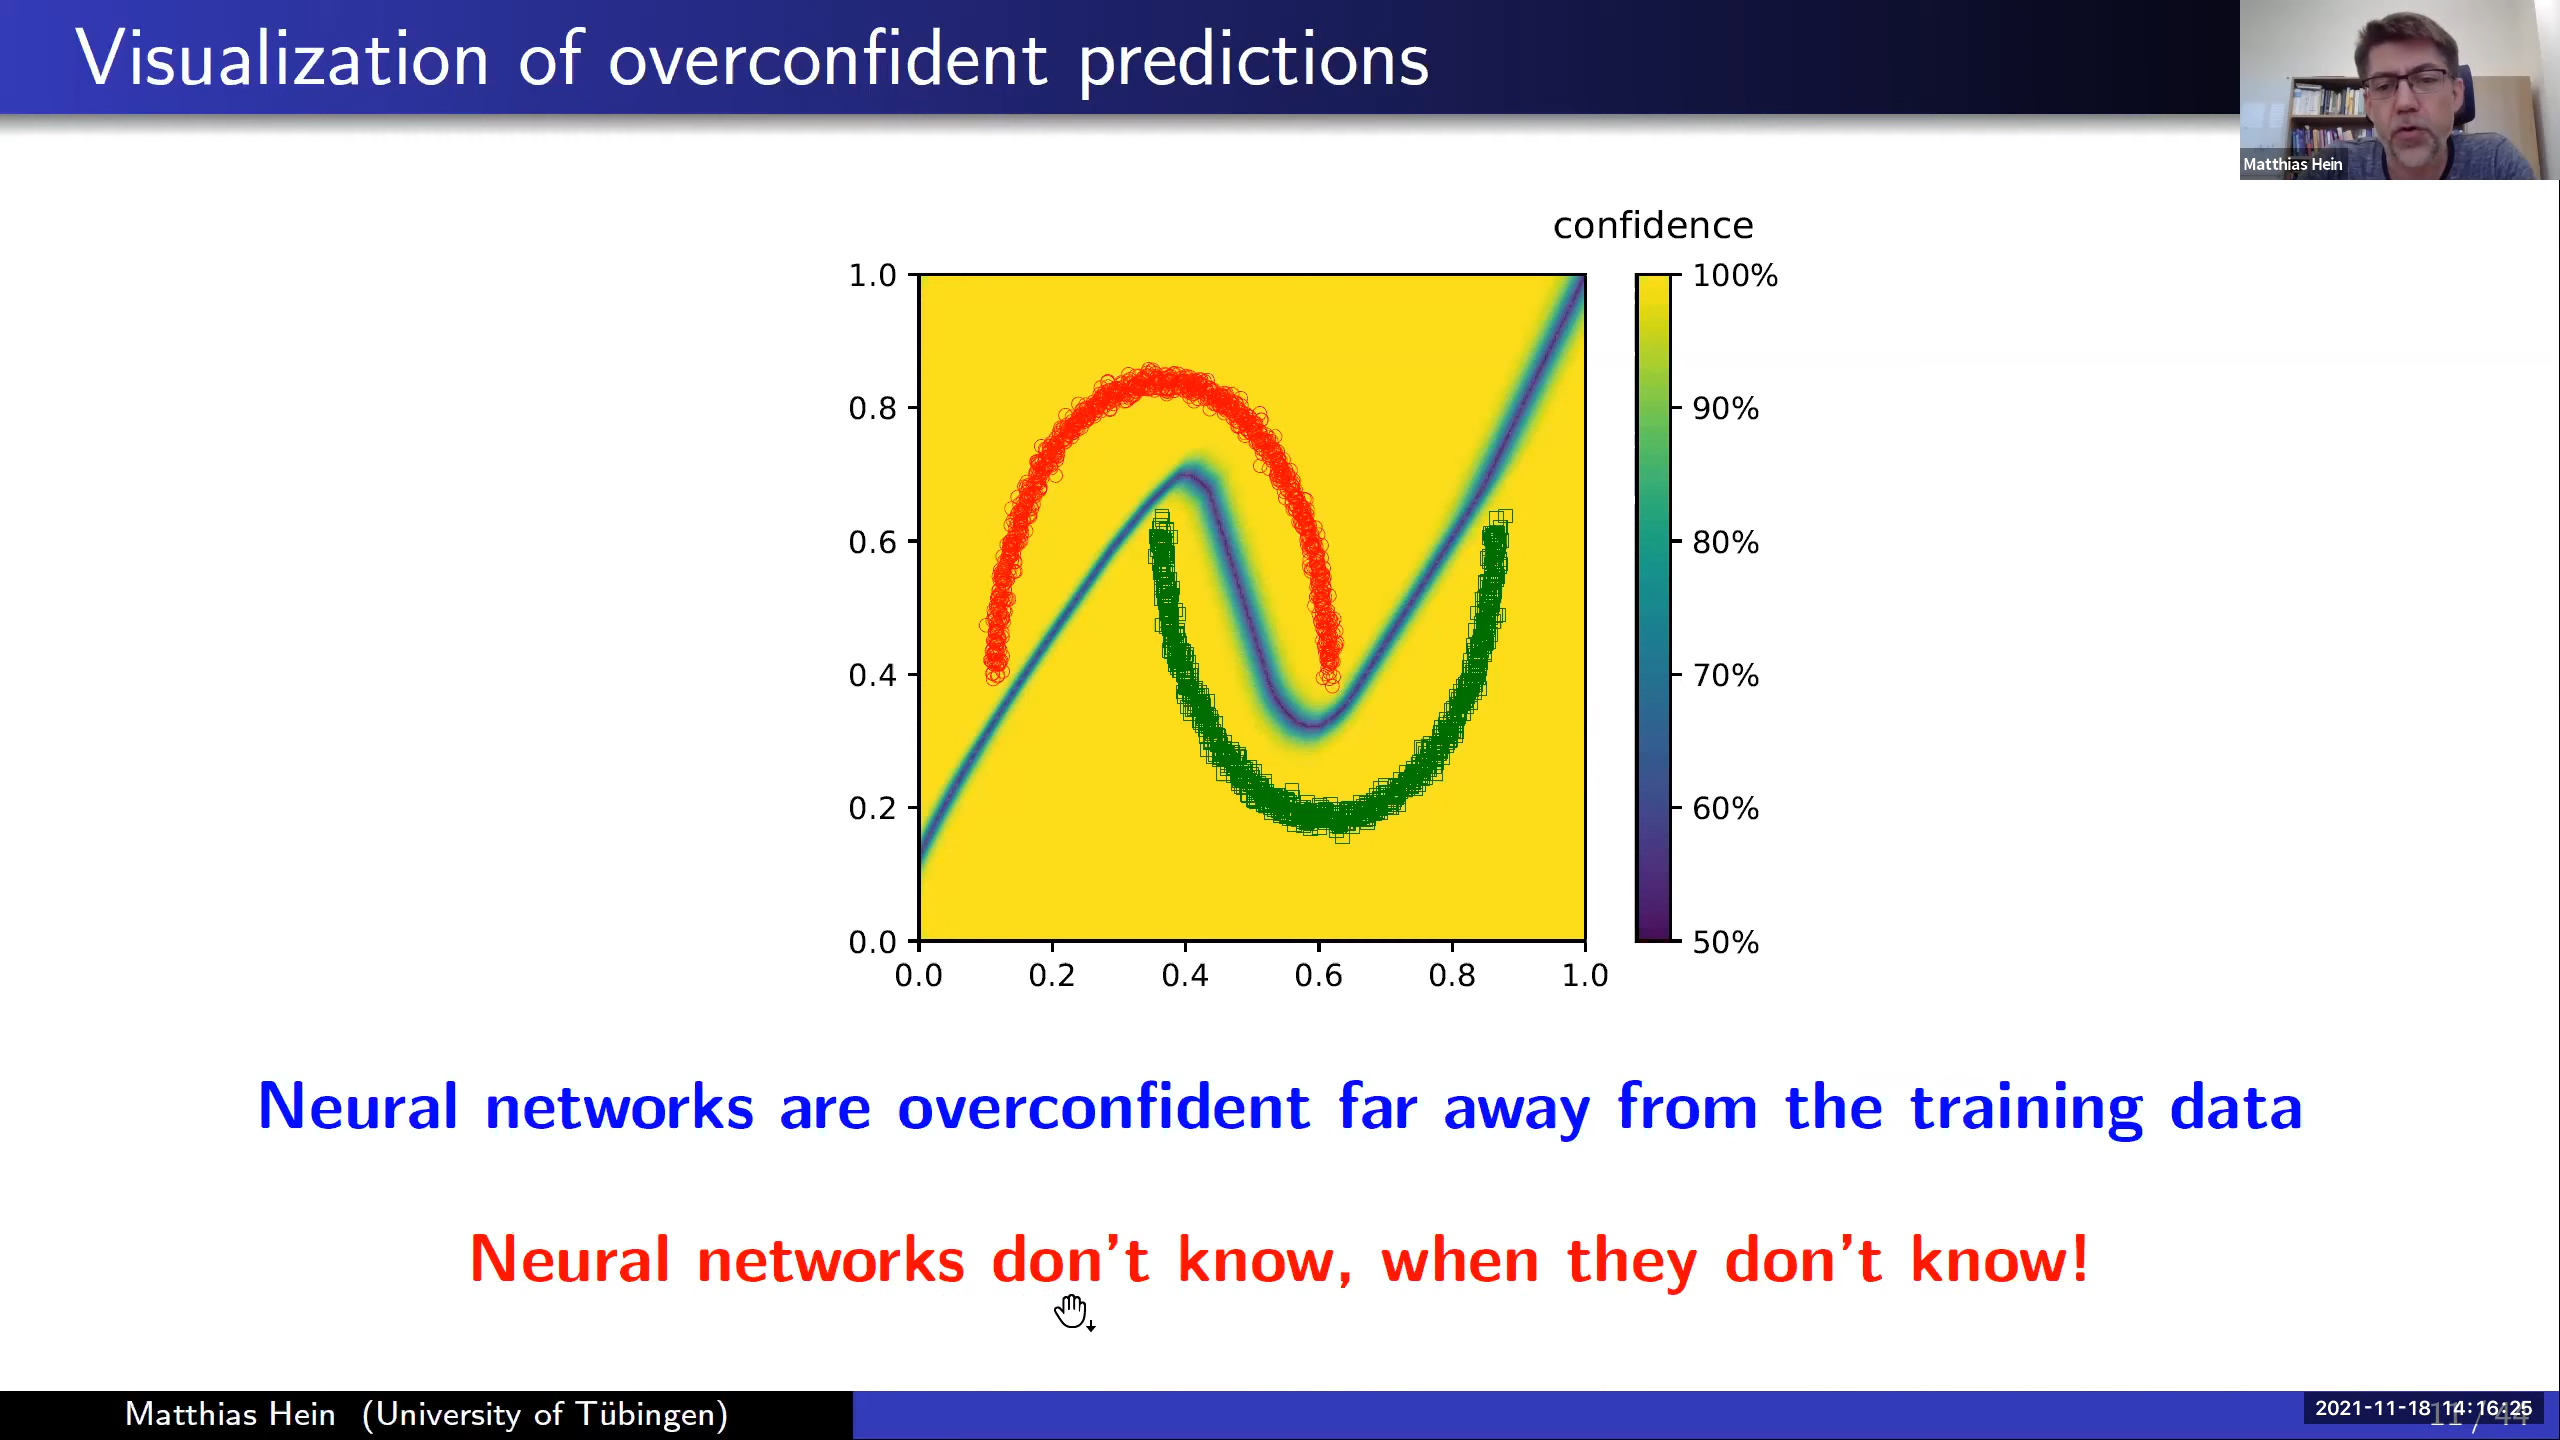 Visualization of overconfident predictions
Matthias Hein
confidence
1.0
0.8
0.6
0.4
0.2
0.0
0.0 0.2 0.4 0.6 0.8 1.0
100%
90%
80%
70%
60%
50%
Neural networks are overconfident far away from the training data
Neural networks don't know, when they don't know!
Matthias Hein (University of Tübingen)
2021-11-18 14:16:25
11 / 44